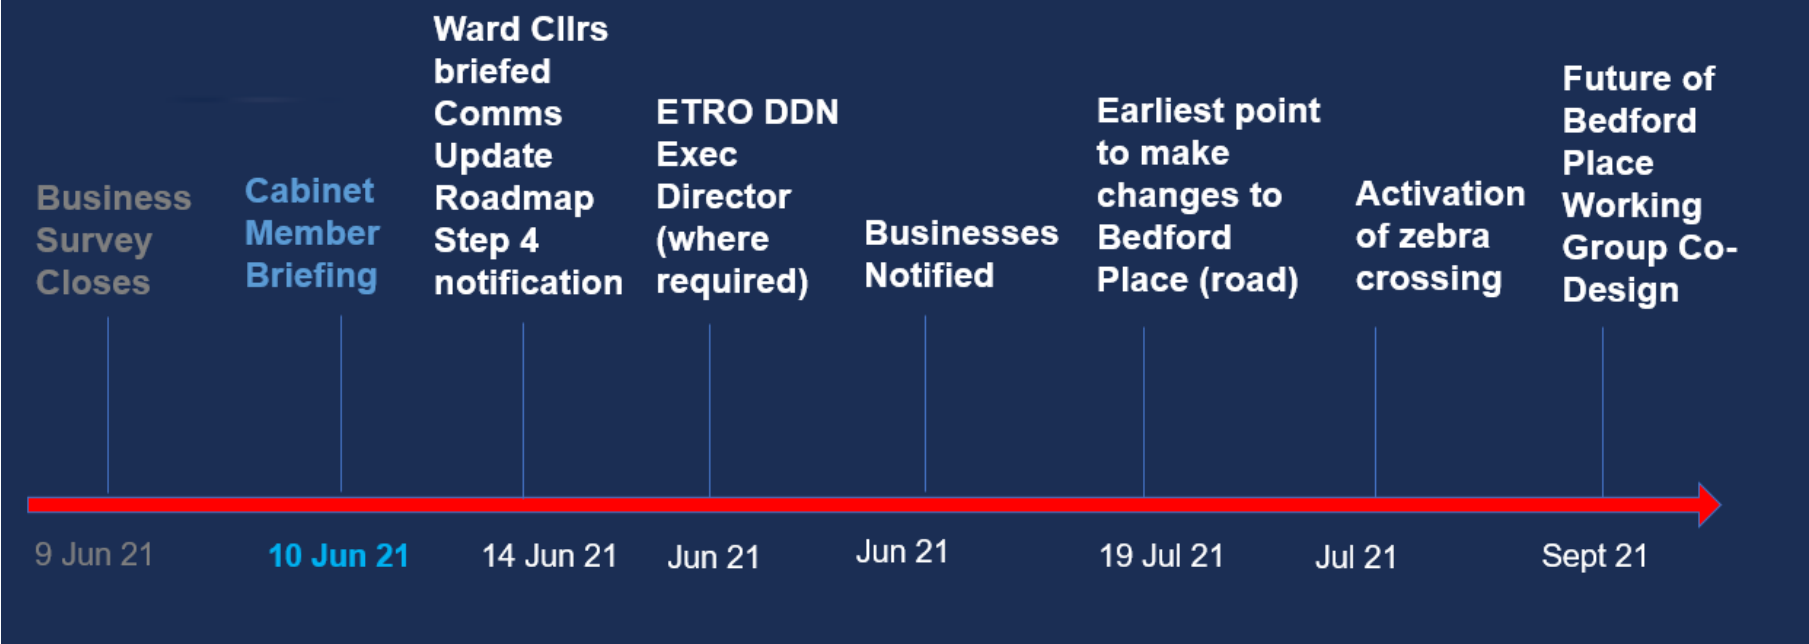 Business
Survey
Closes
Cabinet
Member
Briefing
Ward Cllrs
briefed
Comms
Update
Roadmap
Step 4
notification
ETRO DDN
Exec
Director
(where
required)
Businesses
Notified
Earliest point
to make
changes to
Bedford
Place (road)
Activation
of zebra
crossing
Future of
Bedford
Place
Working
Group Co-
Design
9 Jun 21
10 Jun 21
14 Jun 21
Jun 21
Jun 21
19 Jul 21
Jul 21
Sept 21